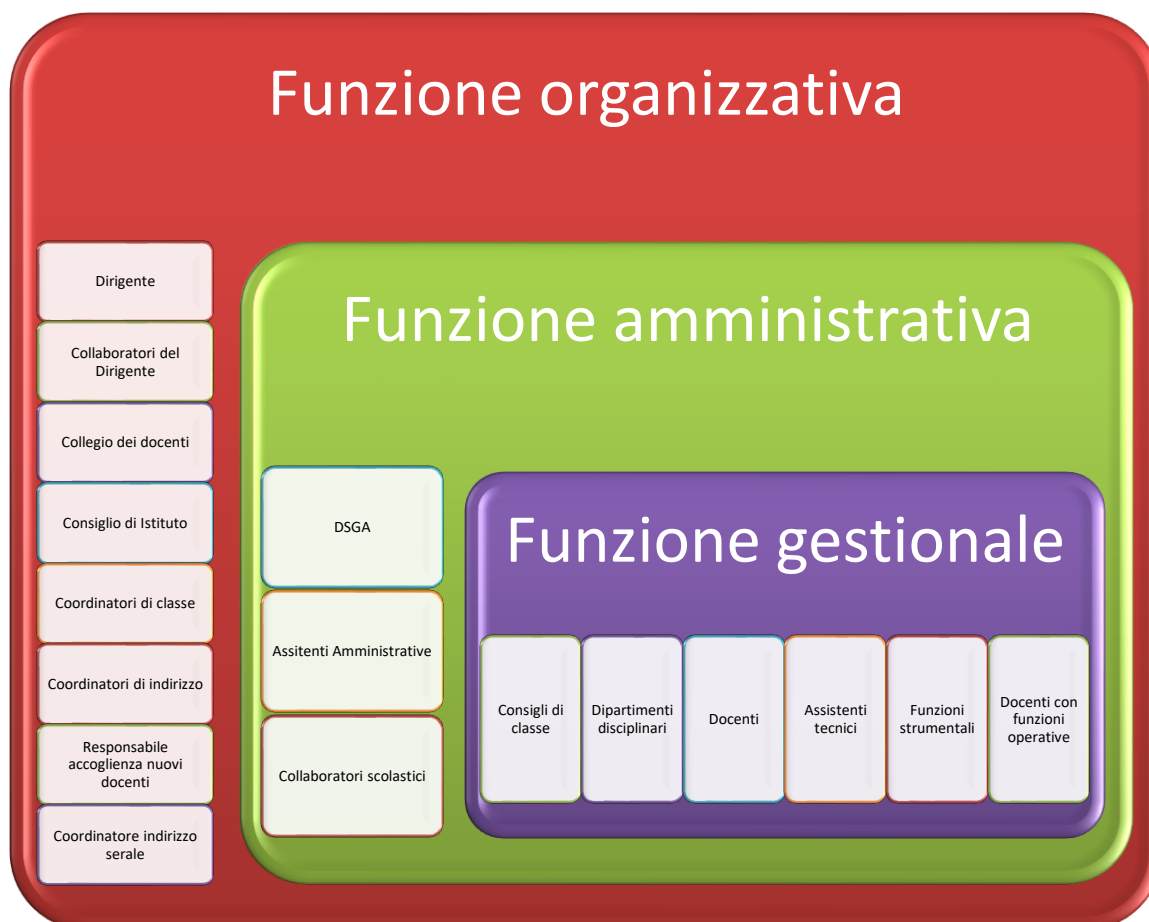 Funzione organizzativa
Dirigente
Collaboratori del
Dirigente
Collegio dei docenti
Consiglio di Istituto
Coordinatori di classe
Coordinatori di indirizzo
Responsabile
accoglienza nuovi
docenti
Coordinatore indirizzo
serale
Funzione amministrativa
DSGA
Assitenti Amministrative
Collaboratori scolastici
Funzione gestionale
Consigli di
classe
Dipartimenti
disciplinari
Docenti
Assistenti
tecnici
Funzioni
strumentali
Docenti con
funzioni
operative